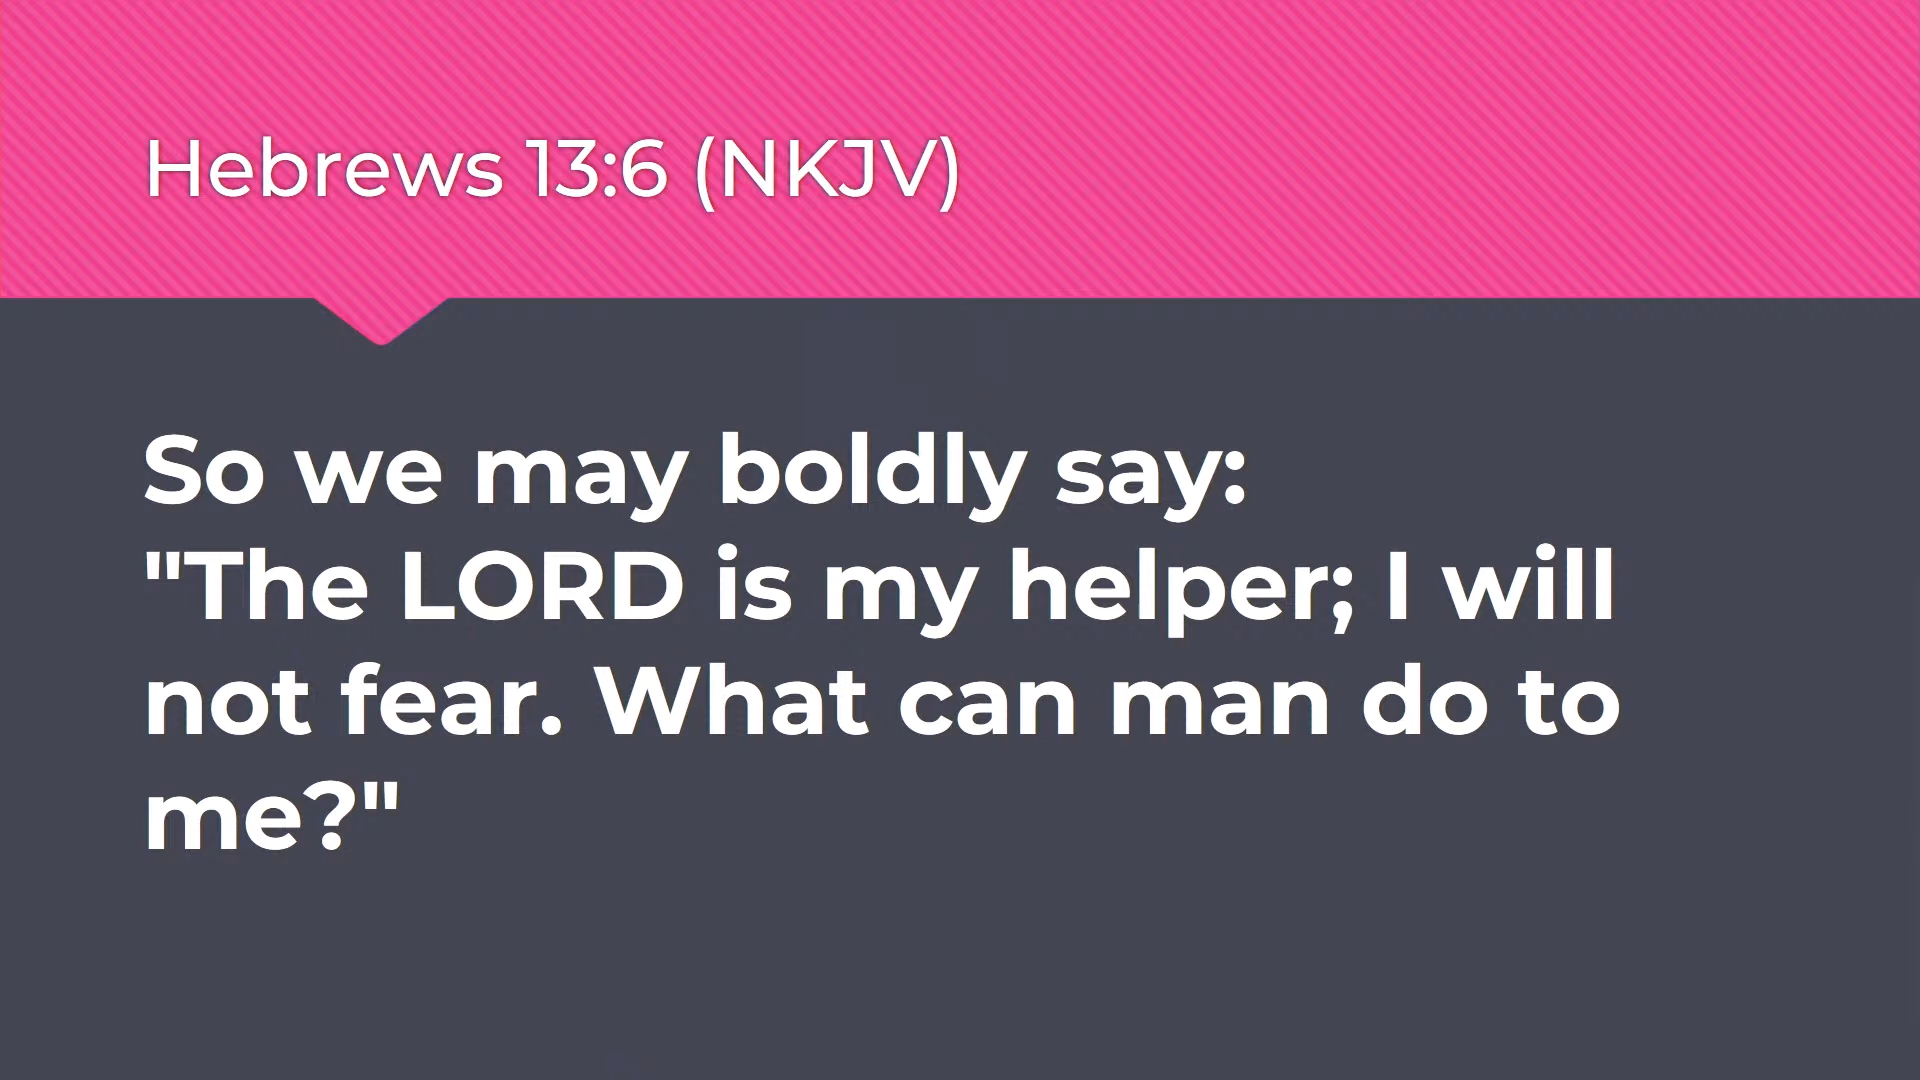 Hebrews 13:6 (NKJV)
So we may boldly say:
"The LORD is my helper; I will
not fear. What can man do to
me?"